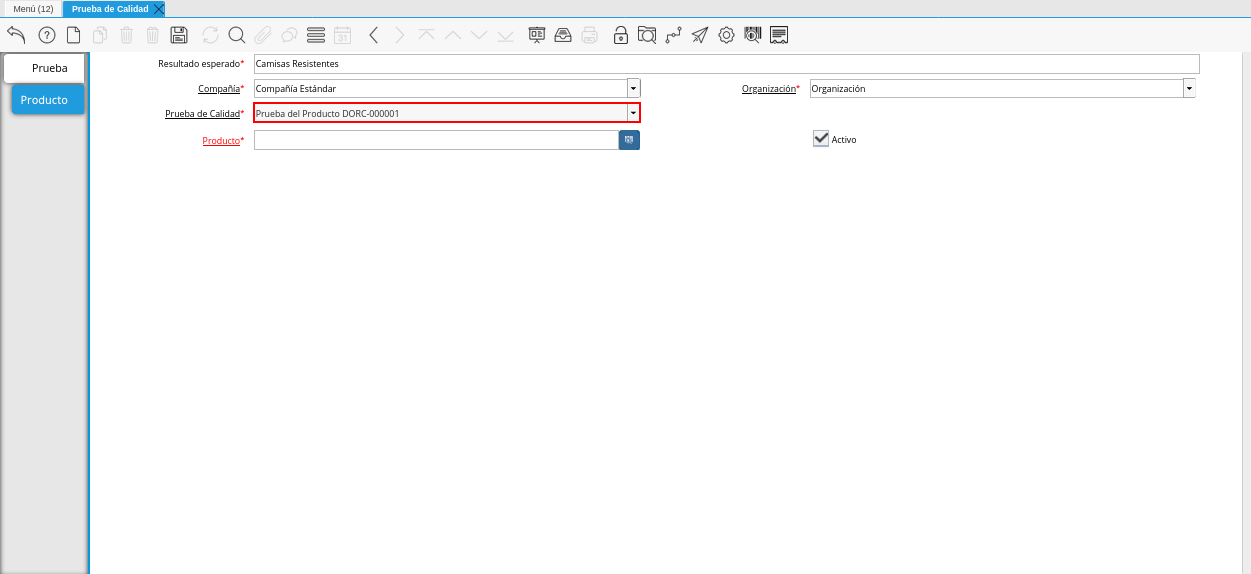 Menú (12) Prueba de Calidad
31
Prueba
Producto
Resultado esperado* Camisas Resistentes
Compañía* Compañía Estándar Organización* Organización
Prueba de Calidad* Prueba del Producto DORC-000001
Producto* Activo